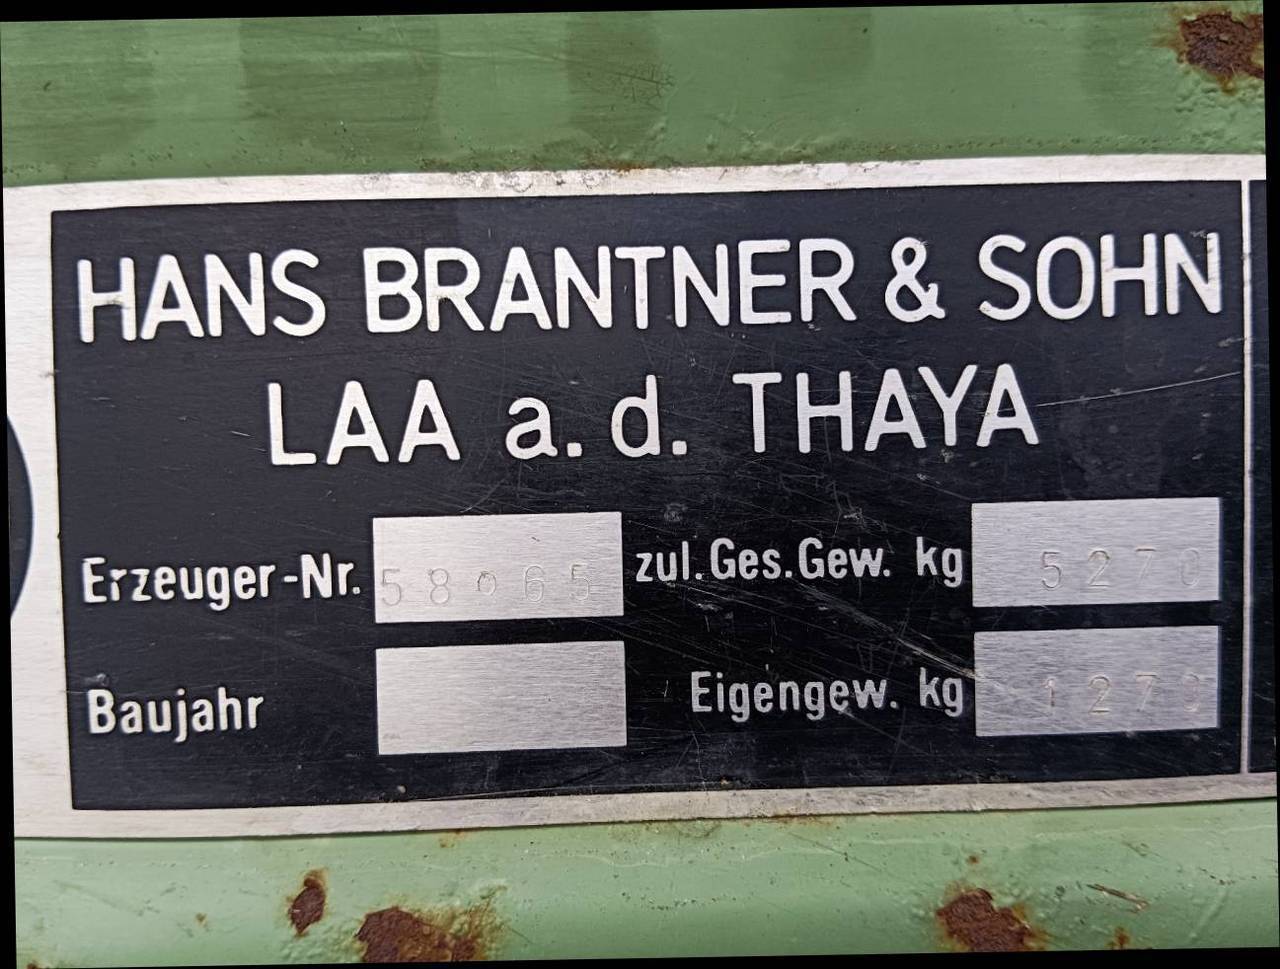 HANS BRANTNER & SOHN
LAA a.d. THAYA
Erzeuger-Nr. 58065 zul.Ges.Gew. kg 5270
Baujahr Eigengew. kg 1270